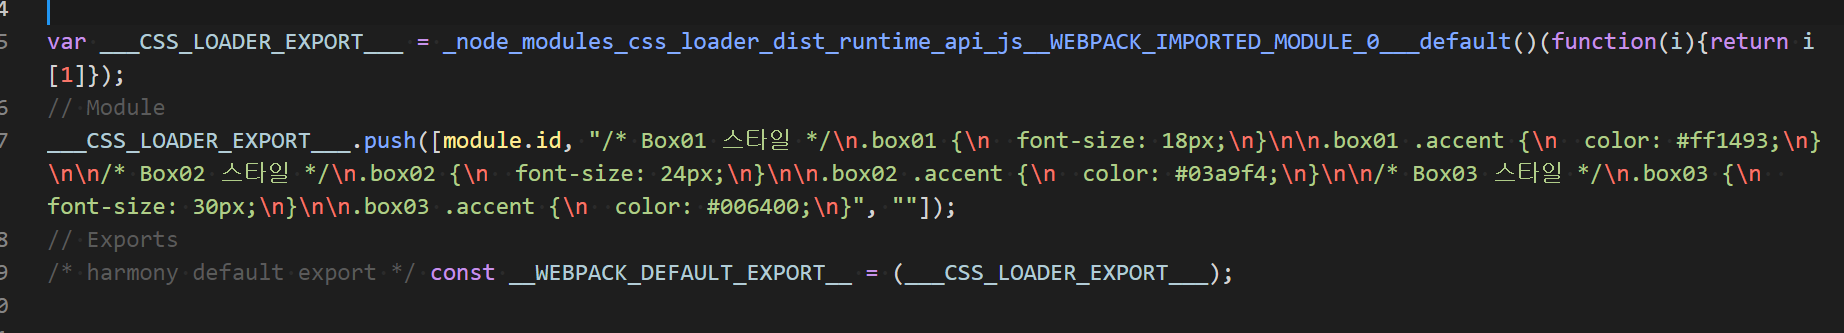 4
5 var ___CSS_LOADER_EXPORT___ = _node_modules_css_loader_dist_runtime_api_js__WEBPACK_IMPORTED_MODULE_0___default()(function(i){return i
[1]});
6 // Module
7 ___CSS_LOADER_EXPORT___.push([module.id, "/* Box01 스타일 */\n.box01 {\n  font-size: 18px;\n}\n\n.box01 .accent {\n  color: #ff1493;\n}
\n\n/* Box02 스타일 */\n.box02 {\n  font-size: 24px;\n}\n\n.box02 .accent {\n  color: #03a9f4;\n}\n\n/* Box03 스타일 */\n.box03 {\n
font-size: 30px;\n}\n\n.box03 .accent {\n  color: #006400;\n}", ""]);
8 // Exports
9 /* harmony default export */ const __WEBPACK_DEFAULT_EXPORT__ = (___CSS_LOADER_EXPORT___);
0